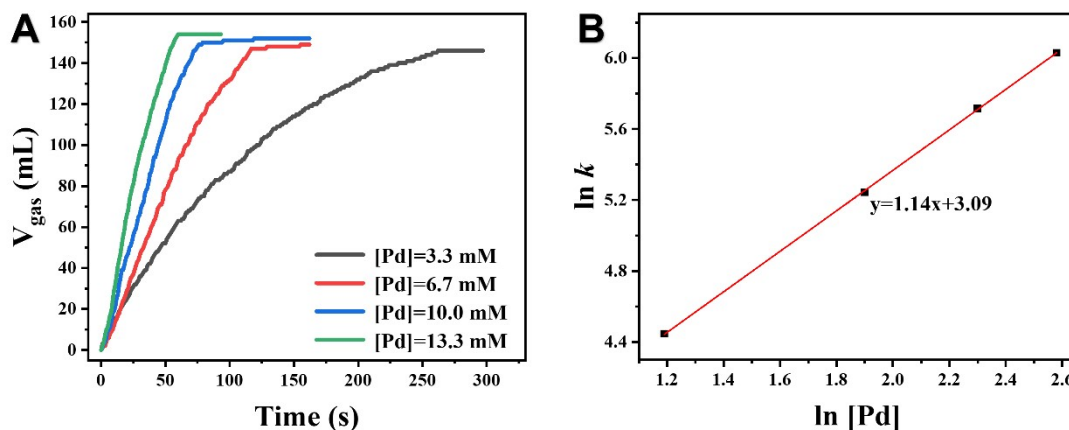 A
160
140
120
100
80
60
40
20
0
V_gas (mL)
0 50 100 150 200 250 300
Time (s)
[Pd]=3.3 mM
[Pd]=6.7 mM
[Pd]=10.0 mM
[Pd]=13.3 mM
B
6.0
5.6
5.2
4.8
4.4
ln k
y=1.14x+3.09
1.2 1.4 1.6 1.8 2.0 2.2 2.4 2.6
ln [Pd]